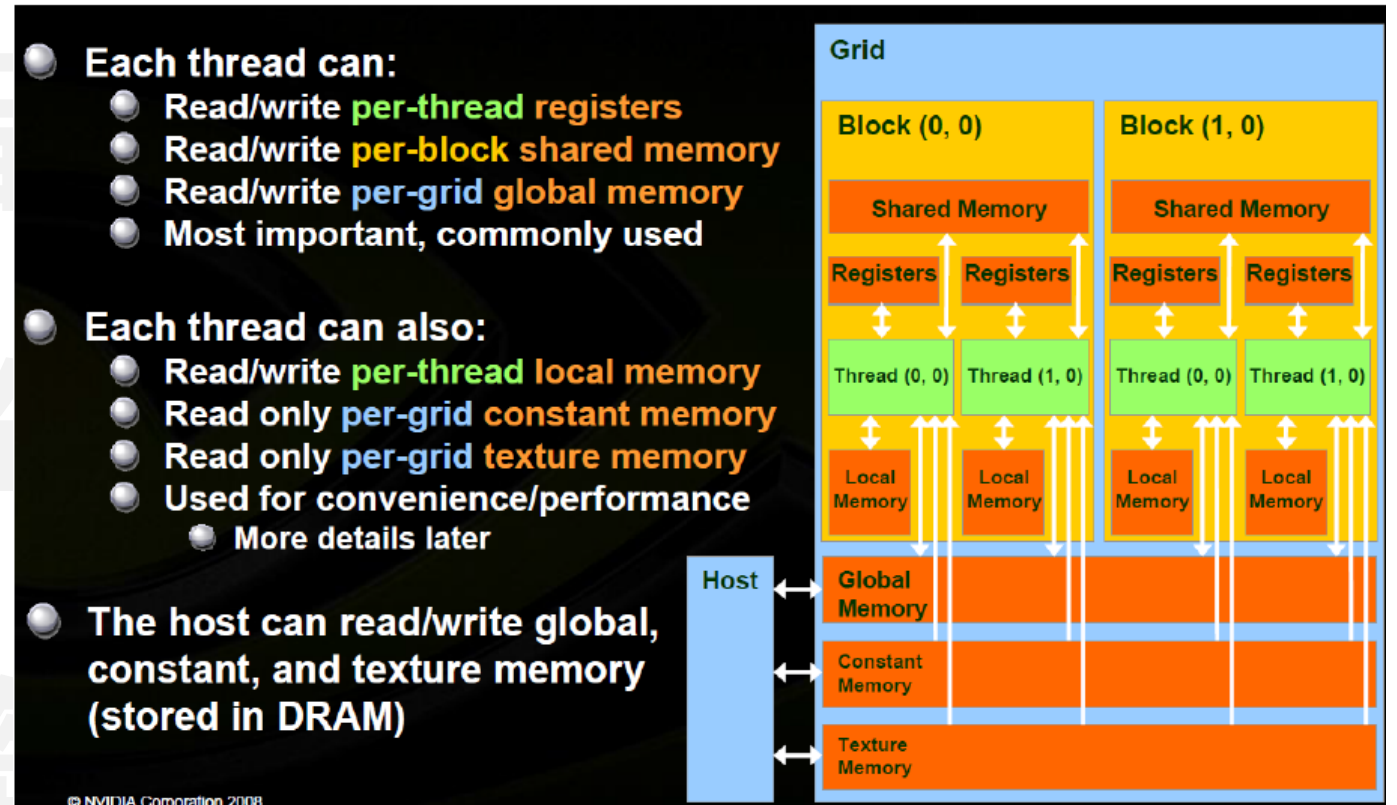 Each thread can:
Read/write per-thread registers
Read/write per-block shared memory
Read/write per-grid global memory
Most important, commonly used
Each thread can also:
Read/write per-thread local memory
Read only per-grid constant memory
Read only per-grid texture memory
Used for convenience/performance
More details later
The host can read/write global,
constant, and texture memory
(stored in DRAM)
© NVIDIA Corporation 2008
Grid
Block (0, 0)
Block (1, 0)
Shared Memory
Shared Memory
Registers
Registers
Registers
Registers
Thread (0, 0)
Thread (1, 0)
Thread (0, 0)
Thread (1, 0)
Local
Memory
Local
Memory
Local
Memory
Local
Memory
Host
Global
Memory
Constant
Memory
Texture
Memory